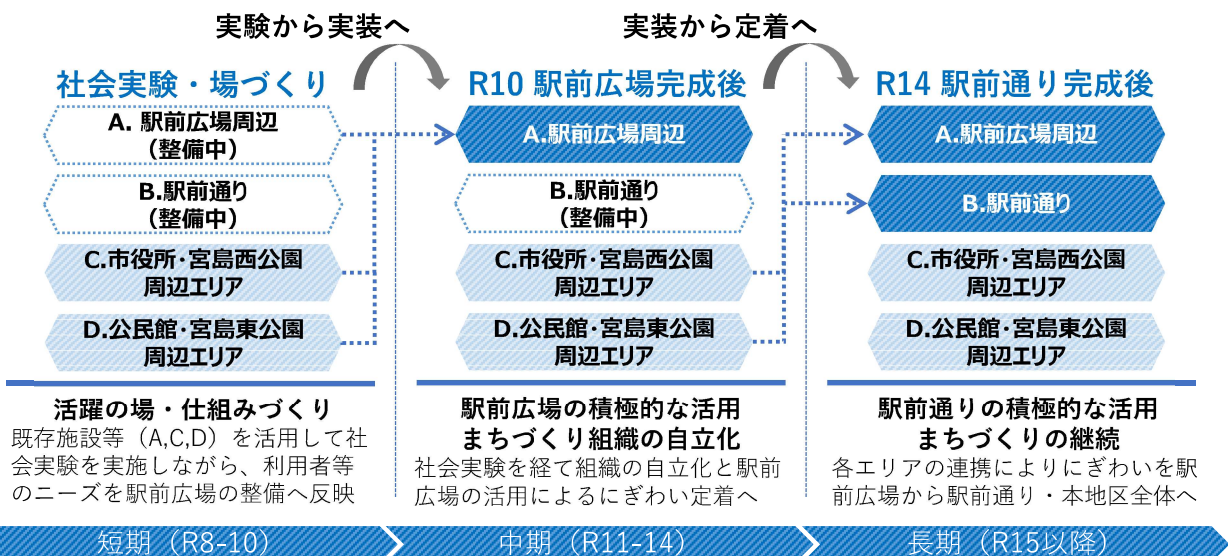 実験から実装へ
実装から定着へ
社会実験・場づくり
A. 駅前広場周辺
（整備中）
B.駅前通り
（整備中）
C.市役所・宮島西公園
周辺エリア
D.公民館・宮島東公園
周辺エリア
活躍の場・仕組みづくり
既存施設等（A,C,D）を活用して社
会実験を実施しながら、利用者等
のニーズを駅前広場の整備へ反映
短期（R8-10）
R10 駅前広場完成後
A.駅前広場周辺
B.駅前通り
（整備中）
C.市役所・宮島西公園
周辺エリア
D.公民館・宮島東公園
周辺エリア
駅前広場の積極的な活用
まちづくり組織の自立化
社会実験を経て組織の自立化と駅前
広場の活用によるにぎわい定着へ
中期（R11-14）
R14 駅前通り完成後
A.駅前広場周辺
B.駅前通り
C.市役所・宮島西公園
周辺エリア
D.公民館・宮島東公園
周辺エリア
駅前通りの積極的な活用
まちづくりの継続
各エリアの連携によりにぎわいを駅
前広場から駅前通り・本地区全体へ
長期（R15以降）